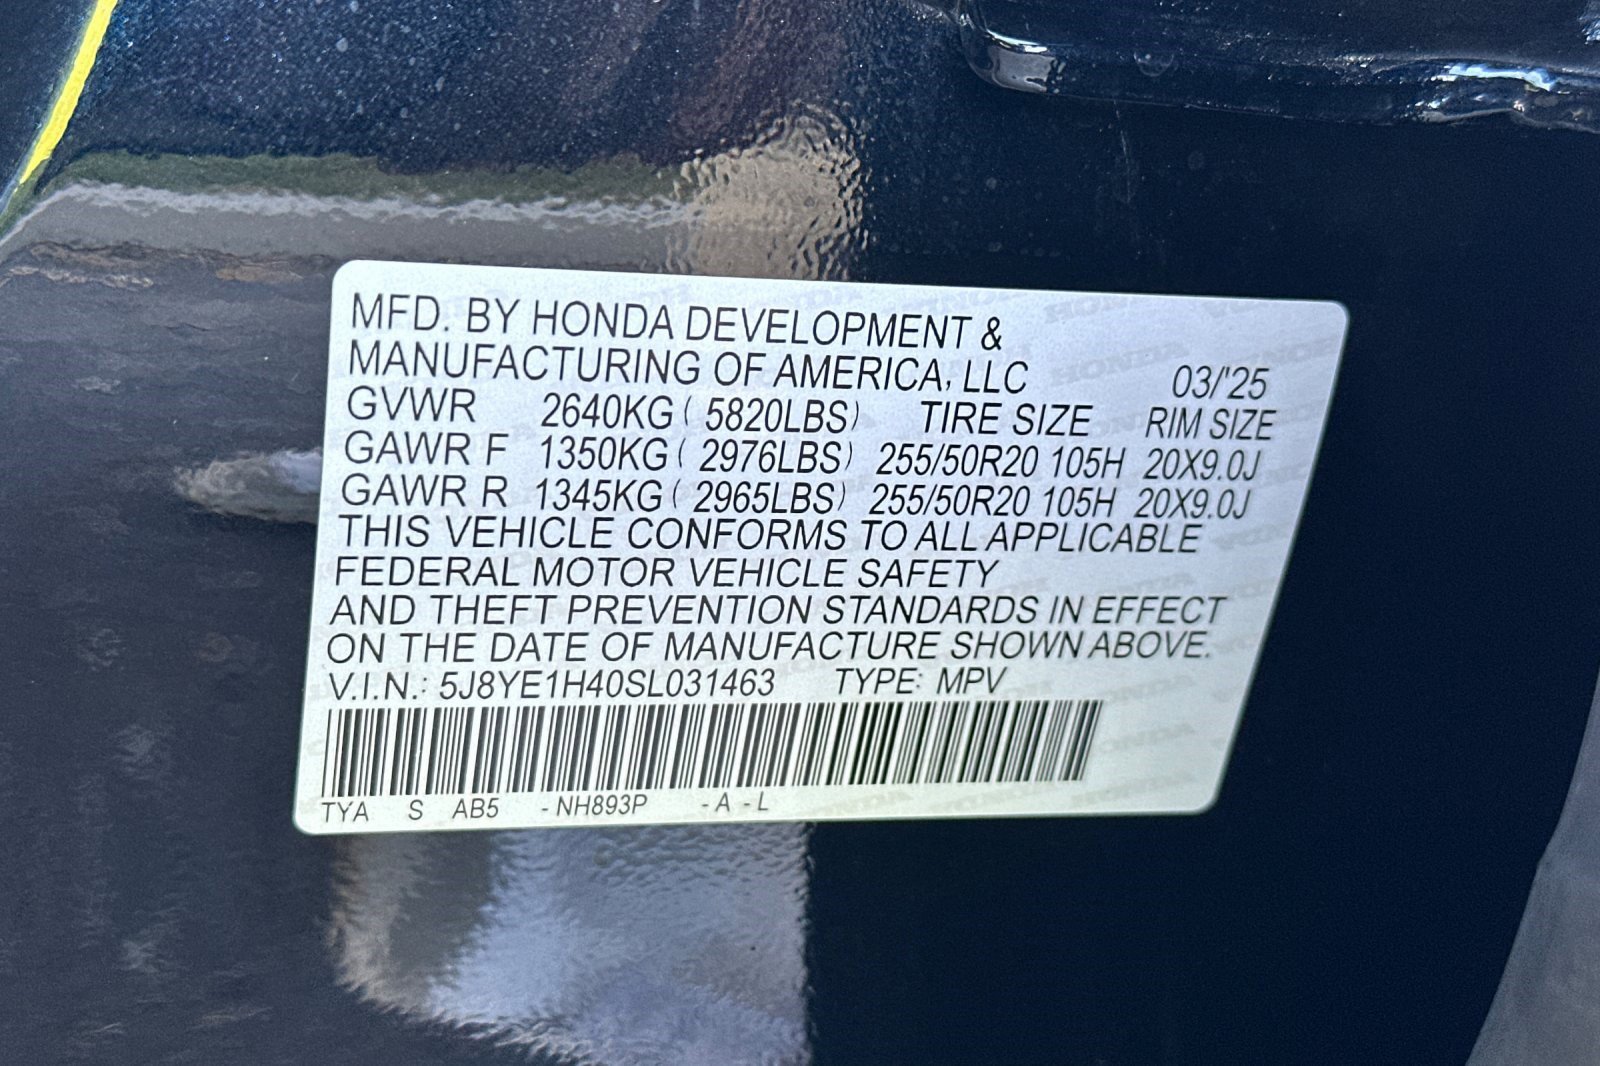 MFD. BY HONDA DEVELOPMENT &
MANUFACTURING OF AMERICA, LLC 03/'25
GVWR 2640KG ( 5820LBS) TIRE SIZE RIM SIZE
GAWR F 1350KG ( 2976LBS) 255/50R20 105H 20X9.0J
GAWR R 1345KG ( 2965LBS) 255/50R20 105H 20X9.0J
THIS VEHICLE CONFORMS TO ALL APPLICABLE
FEDERAL MOTOR VEHICLE SAFETY
AND THEFT PREVENTION STANDARDS IN EFFECT
ON THE DATE OF MANUFACTURE SHOWN ABOVE.
V.I.N.: 5J8YE1H40SL031463 TYPE: MPV
TYA S AB5 -NH893P -A-L